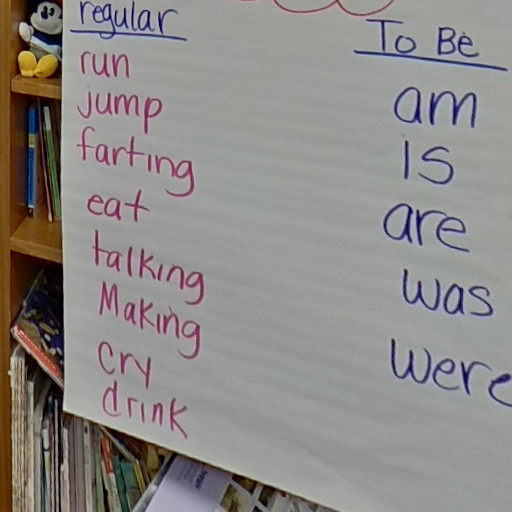 regular
run
jump
farting
eat
talking
Making
cry
drink
To Be
am
is
are
was
were